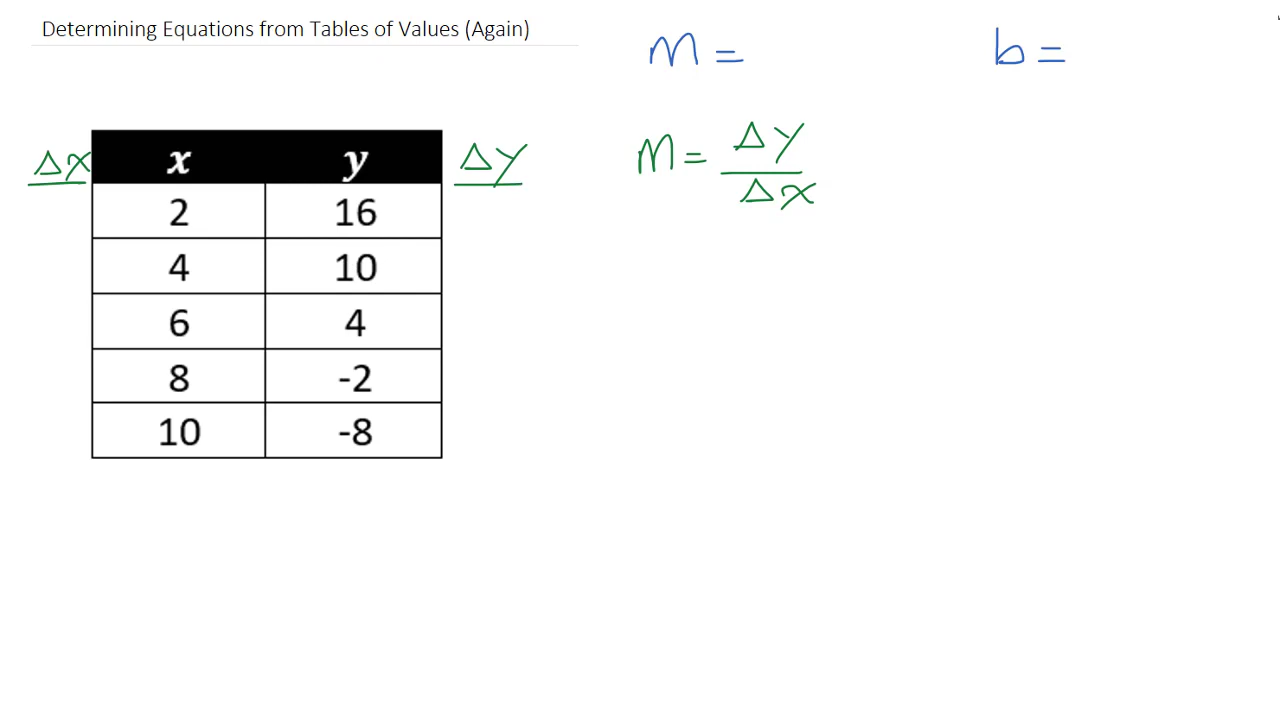 Determining Equations from Tables of Values (Again)
m = b =
Δx x y Δy
m = Δy
Δx
2 16
4 10
6 4
8 -2
10 -8